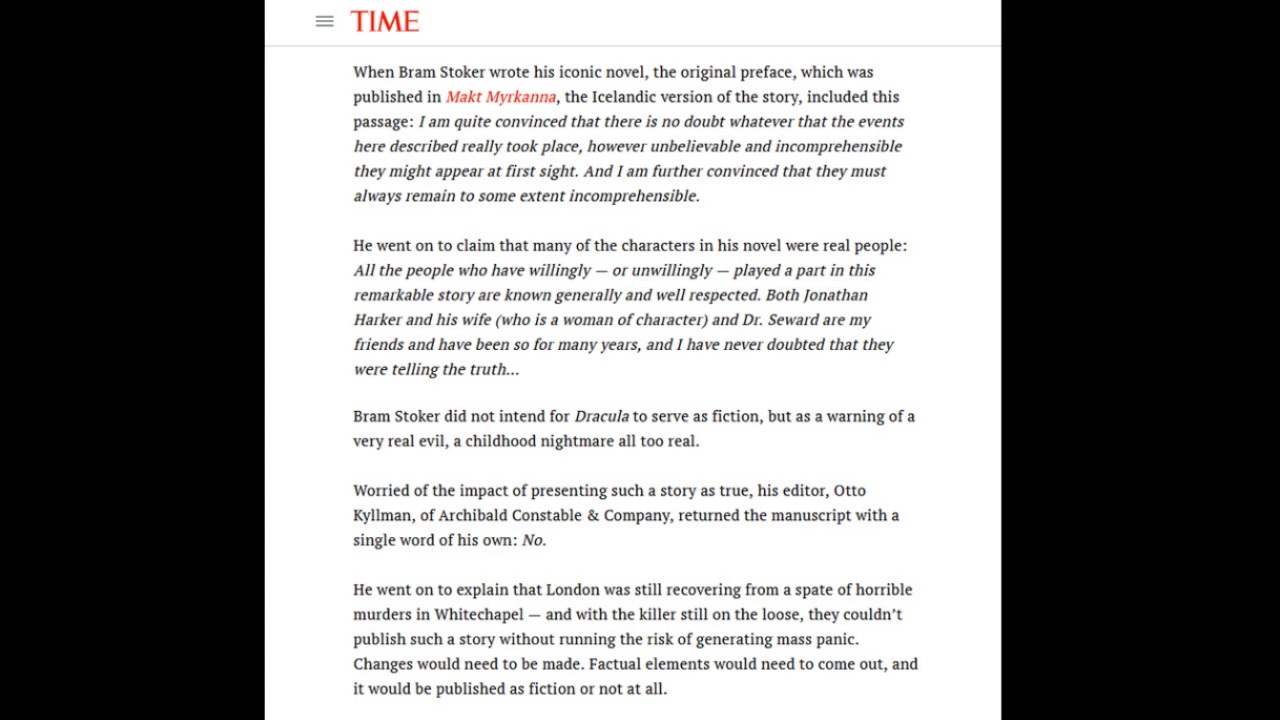 TIME
When Bram Stoker wrote his iconic novel, the original preface, which was
published in Makt Myrkanna, the Icelandic version of the story, included this
passage: I am quite convinced that there is no doubt whatever that the events
here described really took place, however unbelievable and incomprehensible
they might appear at first sight. And I am further convinced that they must
always remain to some extent incomprehensible.
He went on to claim that many of the characters in his novel were real people:
All the people who have willingly — or unwillingly — played a part in this
remarkable story are known generally and well respected. Both Jonathan
Harker and his wife (who is a woman of character) and Dr. Seward are my
friends and have been so for many years, and I have never doubted that they
were telling the truth...
Bram Stoker did not intend for Dracula to serve as fiction, but as a warning of a
very real evil, a childhood nightmare all too real.
Worried of the impact of presenting such a story as true, his editor, Otto
Kyllman, of Archibald Constable & Company, returned the manuscript with a
single word of his own: No.
He went on to explain that London was still recovering from a spate of horrible
murders in Whitechapel — and with the killer still on the loose, they couldn’t
publish such a story without running the risk of generating mass panic.
Changes would need to be made. Factual elements would need to come out, and
it would be published as fiction or not at all.